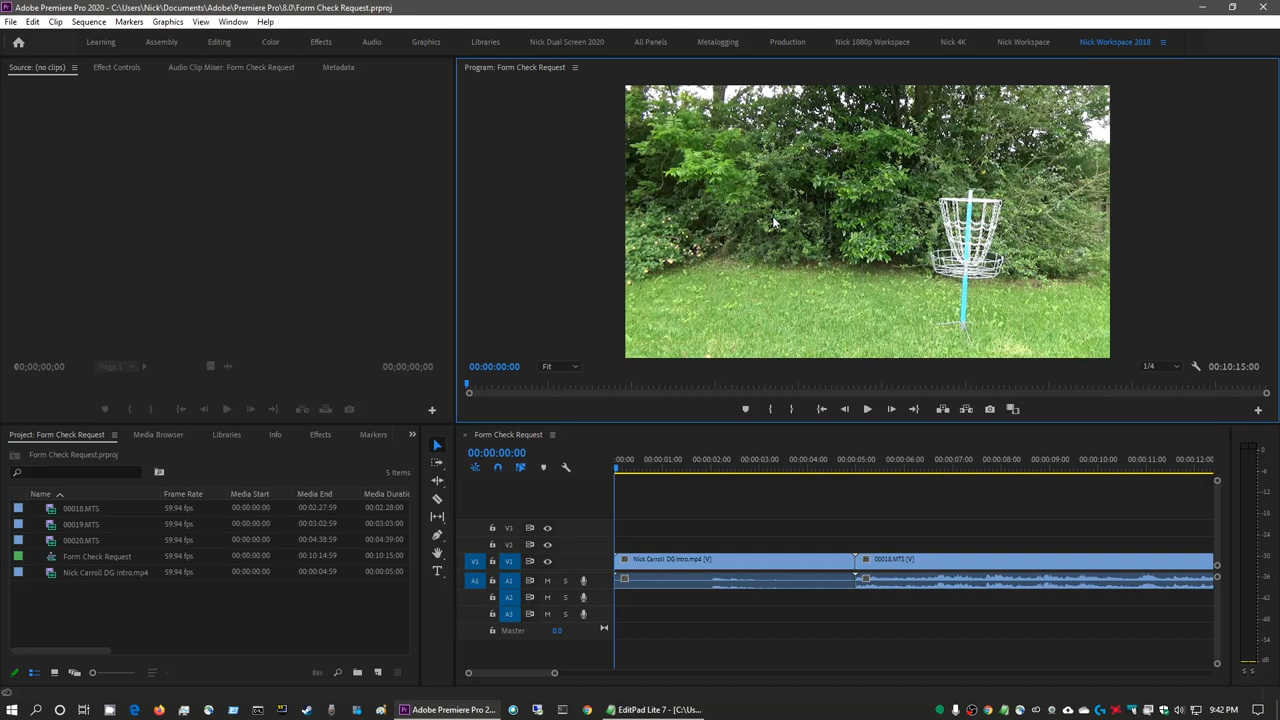 Adobe Premiere Pro 2020 - C:\Users\Nick\Documents\Adobe\Premiere Pro\8.0\Form Check Request.prproj
File Edit Clip Sequence Markers Graphics View Window Help
Learning Assembly Editing Color Effects Audio Graphics Libraries Nick Dual Screen 2020 All Panels Metalogging Production Nick 1080p Workspace Nick 4K Nick Workspace Nick Workspace 2018
Source: (no clips) Effect Controls Audio Clip Mixer: Form Check Request Metadata
Program: Form Check Request
00;00;00;00 Page 1 00;00;00;00
00:00:00:00 Fit 1/4 00:10:15:00
Project: Form Check Request Media Browser Libraries Info Effects Markers
Form Check Request.prproj
5 Items
Name Frame Rate Media Start Media End Media Duratic
00018.MTS 59.94 fps 00:00:00:00 00:02:27:59 00:02:28:00
00019.MTS 59.94 fps 00:00:00:00 00:03:02:59 00:03:03:00
00020.MTS 59.94 fps 00:00:00:00 00:04:38:59 00:04:39:00
Form Check Request 59.94 fps 00:00:00:00 00:10:14:59 00:10:15:00
Nick Carroll DG intro.mp4 59.94 fps 00:00:00:00 00:00:04:59 00:00:05:00
Form Check Request
00:00:00:00
:00:00 00:00:01:00 00:00:02:00 00:00:03:00 00:00:04:00 00:00:05:00 00:00:06:00 00:00:07:00 00:00:08:00 00:00:09:00 00:00:10:00 00:00:11:00 00:00:12:00
V3
V2
V1 V1 Nick Carroll DG intro.mp4 [V] 00018.MTS [V]
A1 A1 M S
A2 M S
A3 M S
Master 0.0
0
-6
-12
-18
-24
-30
-36
-42
-48
-54
dB
S S
Premiere Pro 2... EditPad Lite 7 - [C:\Us... 9:42 PM